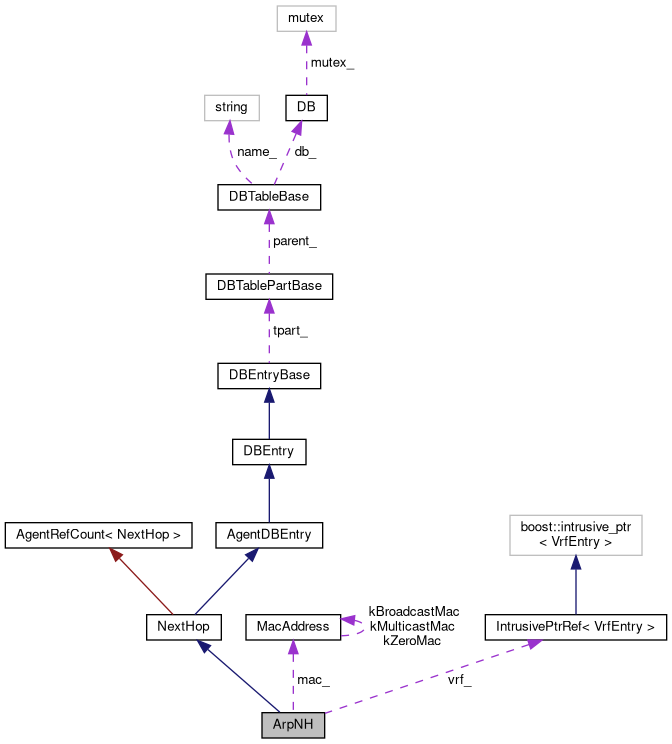 mutex
mutex_
string
DB
name_
db_
DBTableBase
parent_
DBTablePartBase
tpart_
DBEntryBase
DBEntry
AgentRefCount< NextHop >
AgentDBEntry
boost::intrusive_ptr
< VrfEntry >
NextHop
MacAddress
kBroadcastMac
kMulticastMac
kZeroMac
IntrusivePtrRef< VrfEntry >
mac_
vrf_
ArpNH